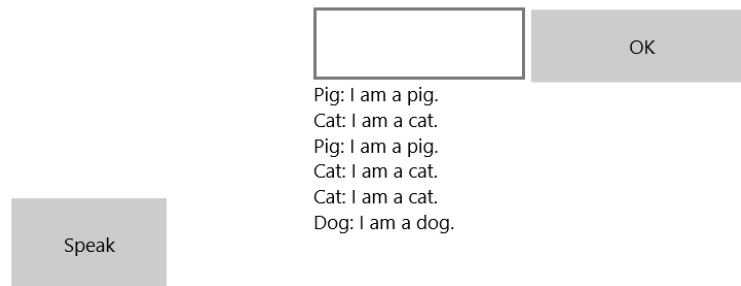 OK
Pig: I am a pig.
Cat: I am a cat.
Pig: I am a pig.
Cat: I am a cat.
Cat: I am a cat.
Dog: I am a dog.
Speak